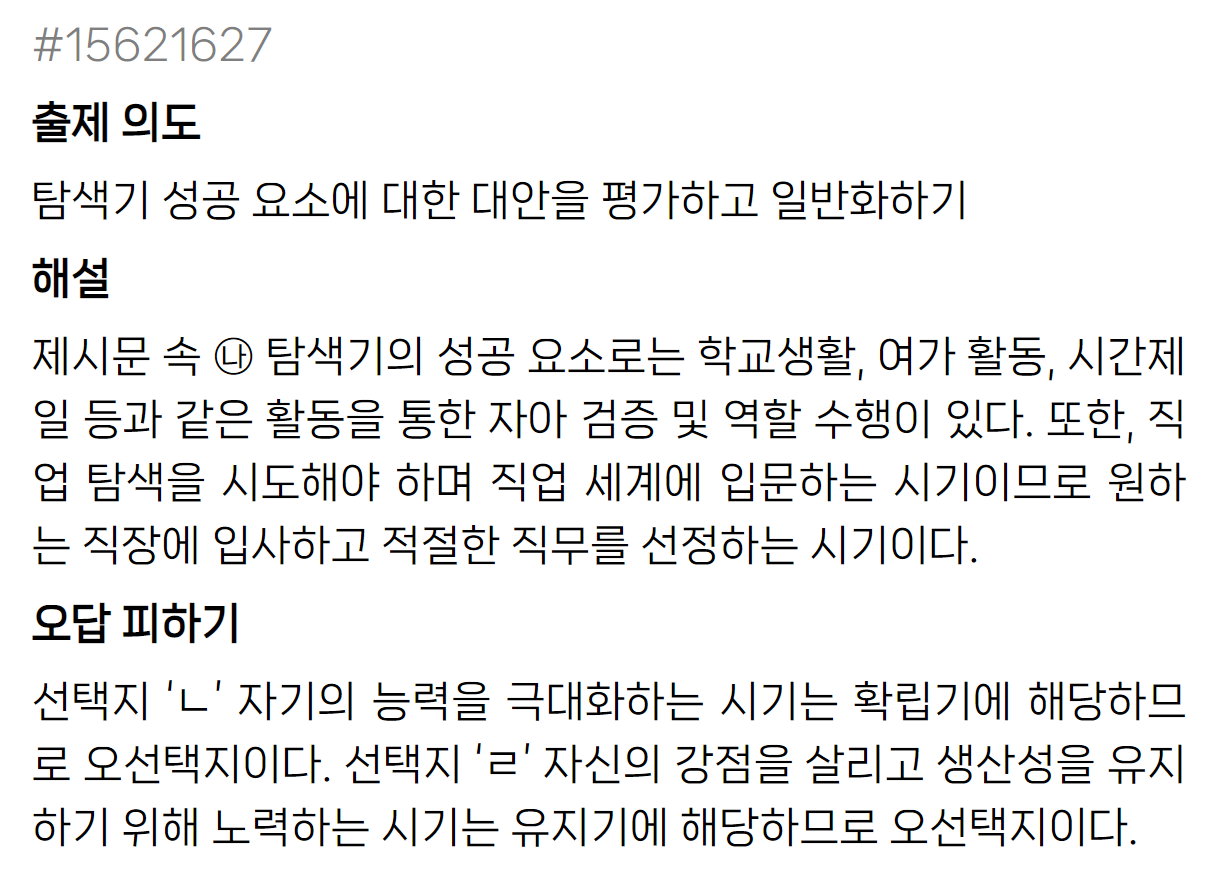 #15621627
출제 의도
탐색기 성공 요소에 대한 대안을 평가하고 일반화하기
해설
제시문 속 ㉯ 탐색기의 성공 요소로는 학교생활, 여가 활동, 시간제
일 등과 같은 활동을 통한 자아 검증 및 역할 수행이 있다. 또한, 직
업 탐색을 시도해야 하며 직업 세계에 입문하는 시기이므로 원하
는 직장에 입사하고 적절한 직무를 선정하는 시기이다.
오답 피하기
선택지 ‘ㄴ’ 자기의 능력을 극대화하는 시기는 확립기에 해당하므
로 오선택지이다. 선택지 ‘ㄹ’ 자신의 강점을 살리고 생산성을 유지
하기 위해 노력하는 시기는 유지기에 해당하므로 오선택지이다.